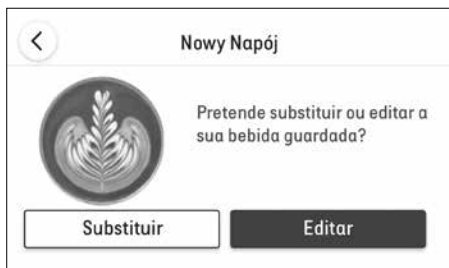 Nowy Napój
Pretende substituir ou editar a
sua bebida guardada?
Substituir
Editar